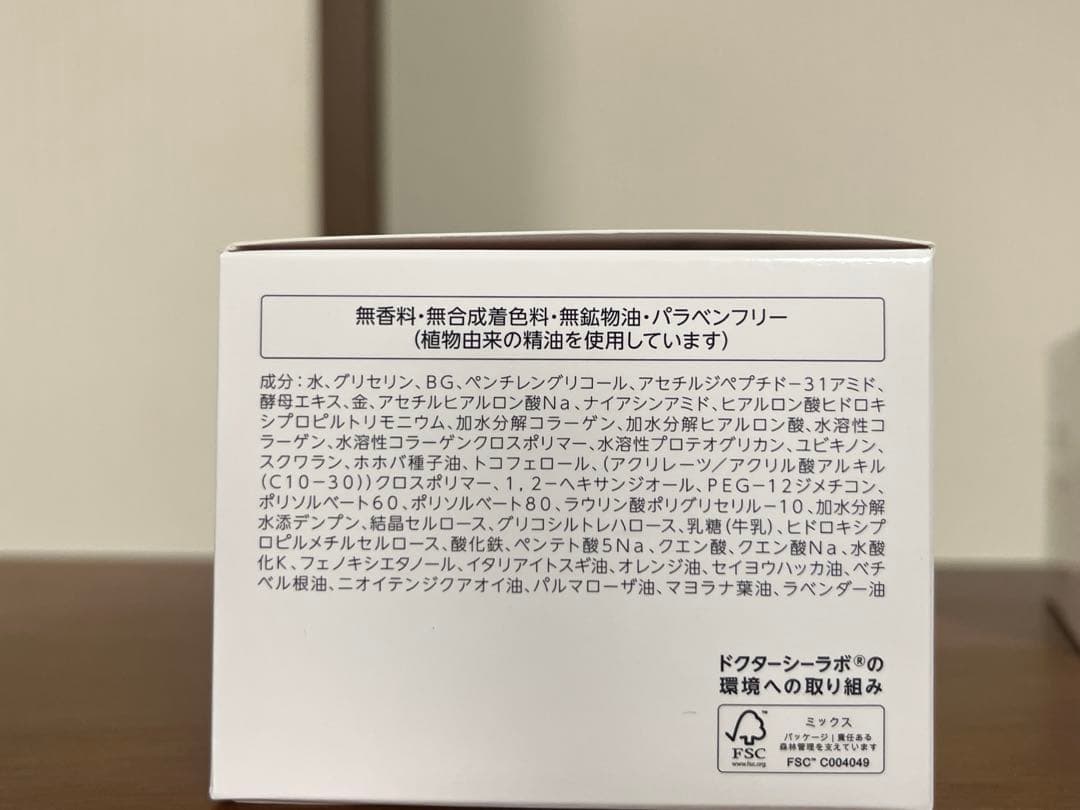 無香料・無合成着色料・無鉱物油・パラベンフリー
(植物由来の精油を使用しています)
成分：水、グリセリン、BG、ペンチレングリコール、アセチルジペプチド-31アミド、
酵母エキス、金、アセチルヒアルロン酸Na、ナイアシンアミド、ヒアルロン酸ヒドロキ
シプロピルトリモニウム、加水分解コラーゲン、加水分解ヒアルロン酸、水溶性コ
ラーゲン、水溶性コラーゲンクロスポリマー、水溶性プロテオグリカン、ユビキノン、
スクワラン、ホホバ種子油、トコフェロール、(アクリレーツ／アクリル酸アルキル
(C10-30))クロスポリマー、1,2-ヘキサンジオール、PEG-12ジメチコン、
ポリソルベート60、ポリソルベート80、ラウリン酸ポリグリセリル-10、加水分解
水添デンプン、結晶セルロース、グリコシルトレハロース、乳糖(牛乳)、ヒドロキシプ
ロピルメチルセルロース、酸化鉄、ペンテト酸5Na、クエン酸、クエン酸Na、水酸
化K、フェノキシエタノール、イタリアイトスギ油、オレンジ油、セイヨウハッカ油、ベチ
ベル根油、ニオイテンジクアオイ油、パルマローザ油、マヨラナ葉油、ラベンダー油
ドクターシーラボ®の
環境への取り組み
ミックス
パッケージ｜責任ある
森林管理を支えています
FSC™ C004049
™
FSC
www.fsc.org